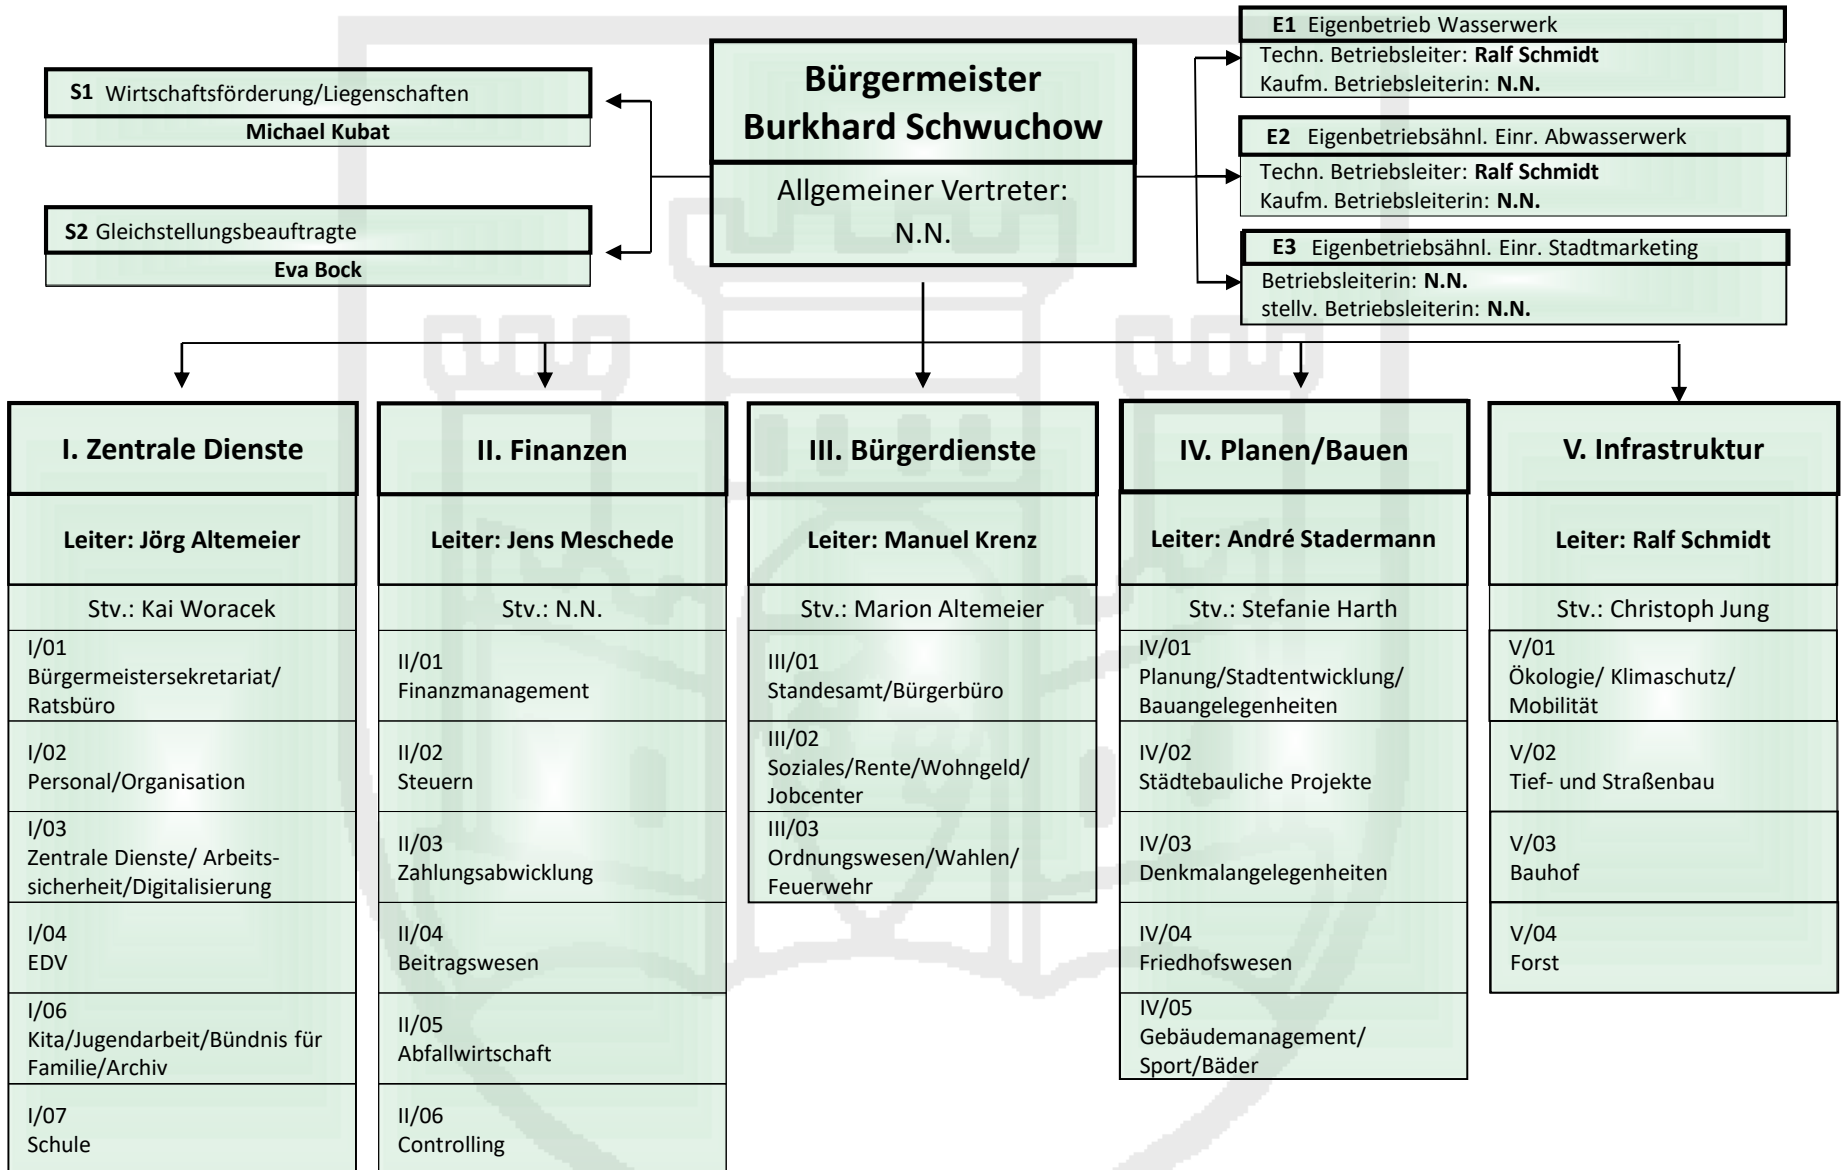 Bürgermeister
Burkhard Schwuchow
Allgemeiner Vertreter:
N.N.
S1 Wirtschaftsförderung/Liegenschaften
Michael Kubat
S2 Gleichstellungsbeauftragte
Eva Bock
E1 Eigenbetrieb Wasserwerk
Techn. Betriebsleiter: Ralf Schmidt
Kaufm. Betriebsleiterin: N.N.
E2 Eigenbetriebsähnl. Einr. Abwasserwerk
Techn. Betriebsleiter: Ralf Schmidt
Kaufm. Betriebsleiterin: N.N.
E3 Eigenbetriebsähnl. Einr. Stadtmarketing
Betriebsleiterin: N.N.
stellv. Betriebsleiterin: N.N.
I. Zentrale Dienste
Leiter: Jörg Altemeier
Stv.: Kai Woracek
I/01
Bürgermeistersekretariat/
Ratsbüro
I/02
Personal/Organisation
I/03
Zentrale Dienste/ Arbeits-
sicherheit/Digitalisierung
I/04
EDV
I/06
Kita/Jugendarbeit/Bündnis für
Familie/Archiv
I/07
Schule
II. Finanzen
Leiter: Jens Meschede
Stv.: N.N.
II/01
Finanzmanagement
II/02
Steuern
II/03
Zahlungsabwicklung
II/04
Beitragswesen
II/05
Abfallwirtschaft
II/06
Controlling
III. Bürgerdienste
Leiter: Manuel Krenz
Stv.: Marion Altemeier
III/01
Standesamt/Bürgerbüro
III/02
Soziales/Rente/Wohngeld/
Jobcenter
III/03
Ordnungswesen/Wahlen/
Feuerwehr
IV. Planen/Bauen
Leiter: André Stadermann
Stv.: Stefanie Harth
IV/01
Planung/Stadtentwicklung/
Bauangelegenheiten
IV/02
Städtebauliche Projekte
IV/03
Denkmalangelegenheiten
IV/04
Friedhofswesen
IV/05
Gebäudemanagement/
Sport/Bäder
V. Infrastruktur
Leiter: Ralf Schmidt
Stv.: Christoph Jung
V/01
Ökologie/ Klimaschutz/
Mobilität
V/02
Tief- und Straßenbau
V/03
Bauhof
V/04
Forst